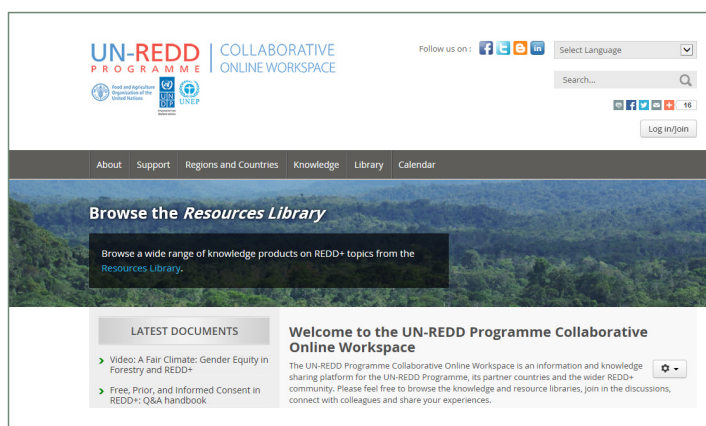 UN-REDD
PROGRAMME
COLLABORATIVE
ONLINE WORKSPACE
Follow us on :
Select Language
Search...
Food and Agriculture
Organization of the
United Nations
UN
DP
UNEP
16
Log in/Join
About Support Regions and Countries Knowledge Library Calendar
Browse the Resources Library
Browse a wide range of knowledge products on REDD+ topics from the
Resources Library.
LATEST DOCUMENTS
Video: A Fair Climate: Gender Equity in
Forestry and REDD+
Free, Prior, and Informed Consent in
REDD+: Q&A handbook
Welcome to the UN-REDD Programme Collaborative
Online Workspace
The UN-REDD Programme Collaborative Online Workspace is an information and knowledge
sharing platform for the UN-REDD Programme, its partner countries and the wider REDD+
community. Please feel free to browse the knowledge and resource libraries, join in the discussions,
connect with colleagues and share your experiences.